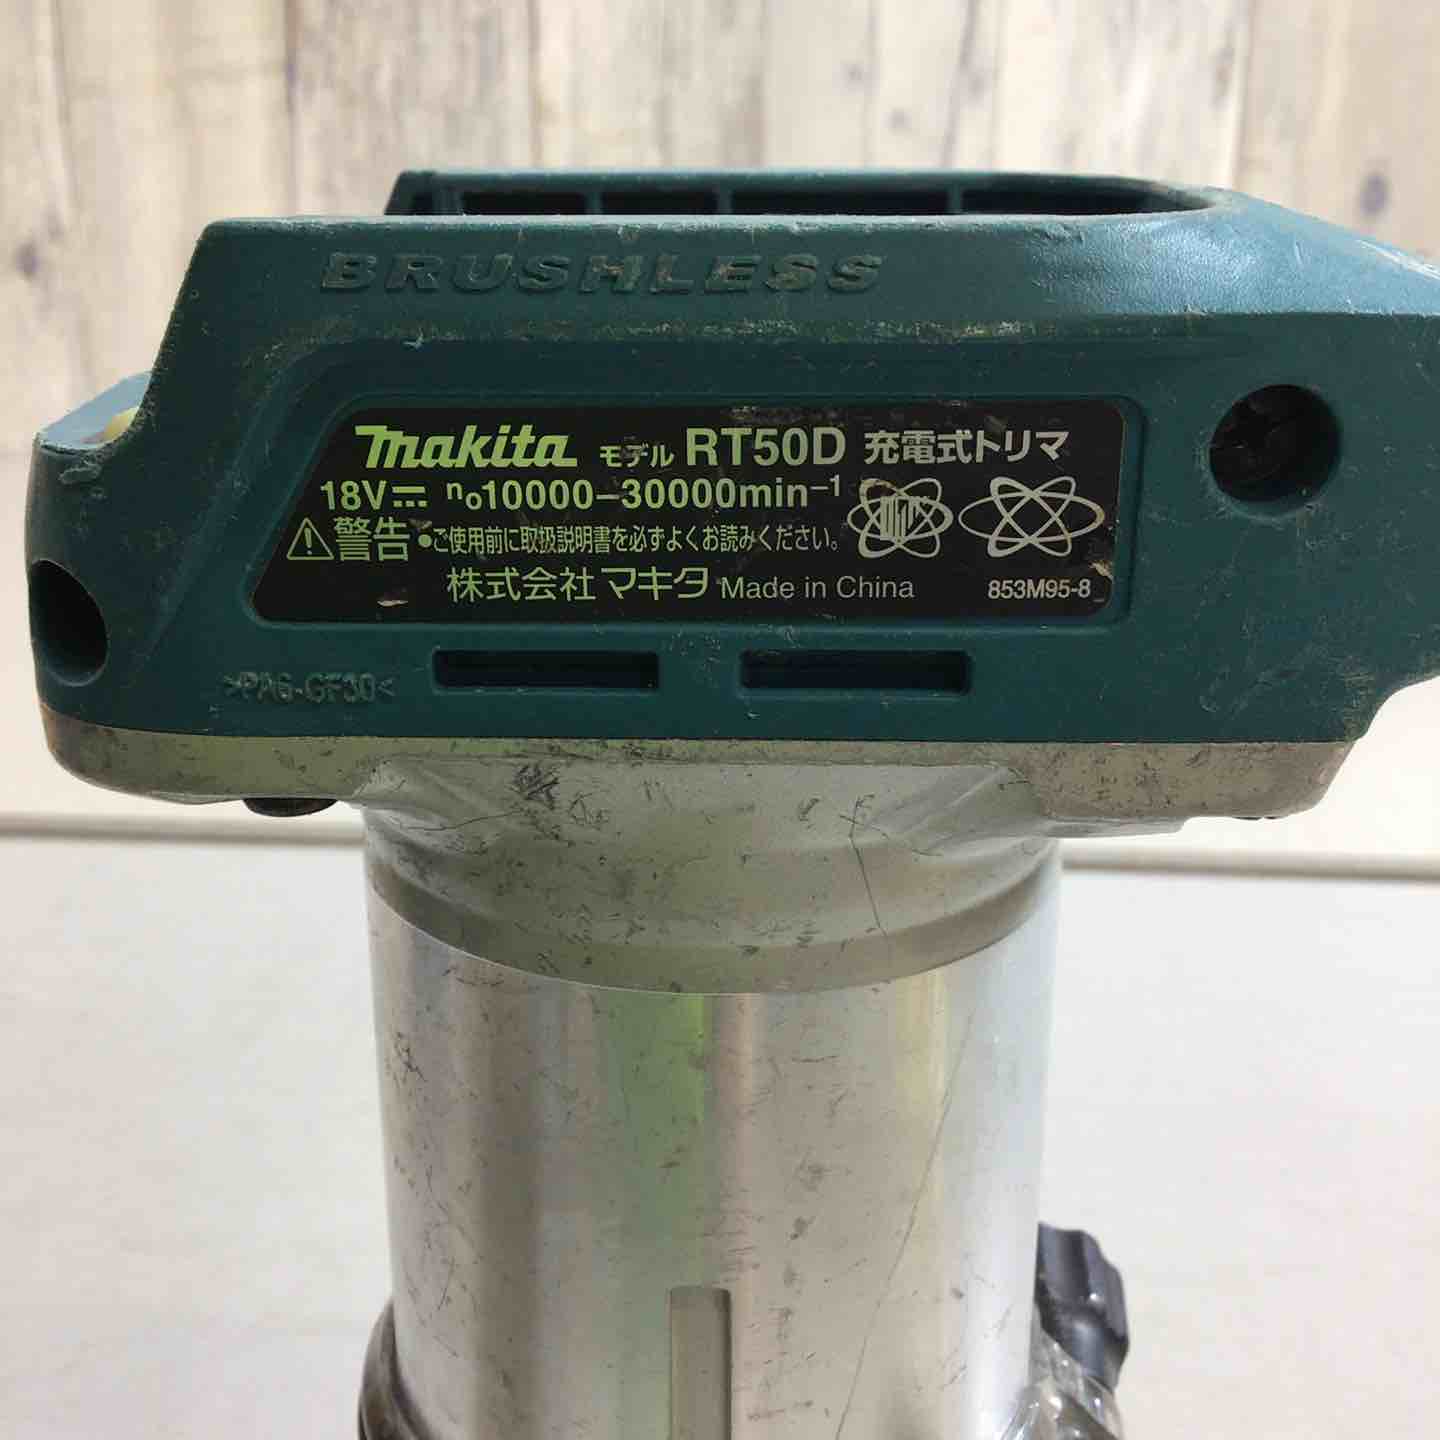 BRUSHLESS
makita モデル RT50D 充電式トリマ
18V⎓ n₀10000–30000min⁻¹
⚠警告 ●ご使用前に取扱説明書を必ずよくお読みください。
株式会社 マキタ Made in China 853M95-8
>PA6-GF30<